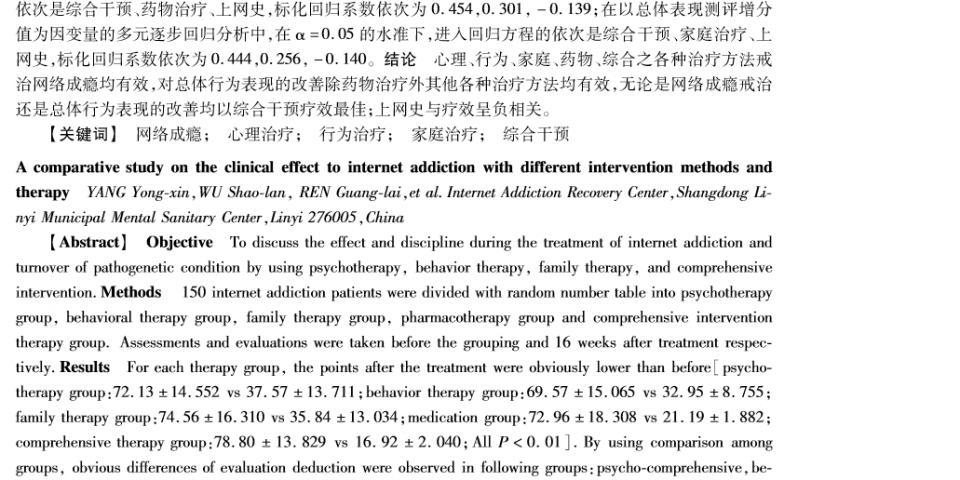 依次是综合干预、药物治疗、上网史,标化回归系数依次为 0. 454,0. 301, －0. 139;在以总体表现测评增分
值为因变量的多元逐步回归分析中,在 α = 0. 05 的水准下,进入回归方程的依次是综合干预、家庭治疗、上
网史,标化回归系数依次为 0. 444,0. 256, －0. 140。 结论 心理、行为、家庭、药物、综合之各种治疗方法戒
治网络成瘾均有效,对总体行为表现的改善除药物治疗外其他各种治疗方法均有效,无论是网络成瘾戒治
还是总体行为表现的改善均以综合干预疗效最佳;上网史与疗效呈负相关。
【关键词】 网络成瘾; 心理治疗; 行为治疗; 家庭治疗; 综合干预
A comparative study on the clinical effect to internet addiction with different intervention methods and
therapy YANG Yong-xin,WU Shao-lan, REN Guang-lai,et al. Internet Addiction Recovery Center,Shangdong Li-
nyi Municipal Mental Sanitary Center,Linyi 276005,China
【Abstract】 Objective To discuss the effect and discipline during the treatment of internet addiction and
turnover of pathogenetic condition by using psychotherapy, behavior therapy, family therapy, and comprehensive
intervention. Methods 150 internet addiction patients were divided with random number table into psychotherapy
group, behavioral therapy group, family therapy group, pharmacotherapy group and comprehensive intervention
therapy group. Assessments and evaluations were taken before the grouping and 16 weeks after treatment respec-
tively. Results For each therapy group, the points after the treatment were obviously lower than before[ psycho-
therapy group:72. 13 ± 14. 552 vs 37. 57 ± 13. 711;behavior therapy group:69. 57 ± 15. 065 vs 32. 95 ± 8. 755;
family therapy group:74. 56 ± 16. 310 vs 35. 84 ± 13. 034;medication group:72. 96 ± 18. 308 vs 21. 19 ± 1. 882;
comprehensive therapy group:78. 80 ± 13. 829 vs 16. 92 ± 2. 040; All P < 0. 01 ]. By using comparison among
groups, obvious differences of evaluation deduction were observed in following groups:psycho-comprehensive,be-